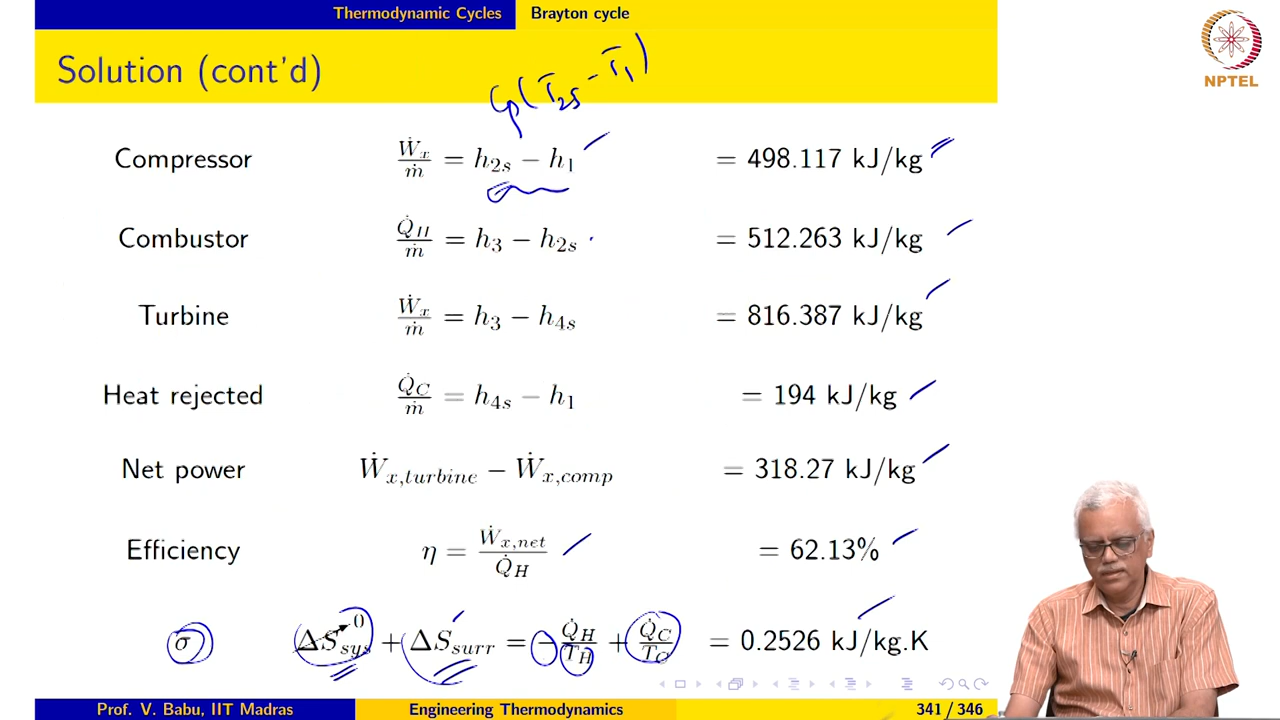 Thermodynamic Cycles Brayton cycle
Solution (cont'd)
Cp(T2s - T1)
NPTEL
Compressor Ẇx/ṁ = h2s − h1 = 498.117 kJ/kg
Combustor Q̇H/ṁ = h3 − h2s = 512.263 kJ/kg
Turbine Ẇx/ṁ = h3 − h4s = 816.387 kJ/kg
Heat rejected Q̇C/ṁ = h4s − h1 = 194 kJ/kg
Net power Ẇx,turbine − Ẇx,comp = 318.27 kJ/kg
Efficiency η = Ẇx,net/Q̇H = 62.13%
σ ΔSsys 0 + ΔSsurr = − Q̇H/TH + Q̇C/TC = 0.2526 kJ/kg.K
Prof. V. Babu, IIT Madras Engineering Thermodynamics 341 / 346